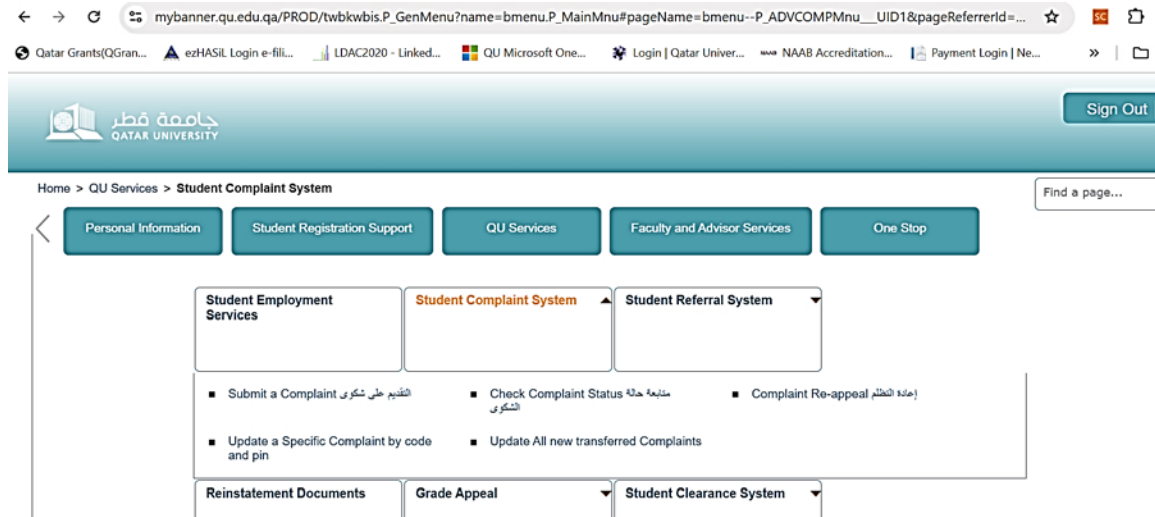 mybanner.qu.edu.qa/PROD/twbkwbis.P_GenMenu?name=bmenu.P_MainMnu#pageName=bmenu--P_ADVCOMPMnu___UID1&pageReferrerId=...
SC
Qatar Grants(QGran...
ezHASiL Login e-fili...
LDAC2020 - Linked...
QU Microsoft One...
Login | Qatar Univer...
NAAB Accreditation...
Payment Login | Ne...
»
جامعة قطر
QATAR UNIVERSITY
Sign Out
Home > QU Services > Student Complaint System
Find a page...
Personal Information
Student Registration Support
QU Services
Faculty and Advisor Services
One Stop
Student Employment
Services
Student Complaint System
Student Referral System
Submit a Complaint التقديم على شكوى
Check Complaint Status متابعة حالة
الشكوى
Complaint Re-appeal إعادة التظلم
Update a Specific Complaint by code
and pin
Update All new transferred Complaints
Reinstatement Documents
Grade Appeal
Student Clearance System